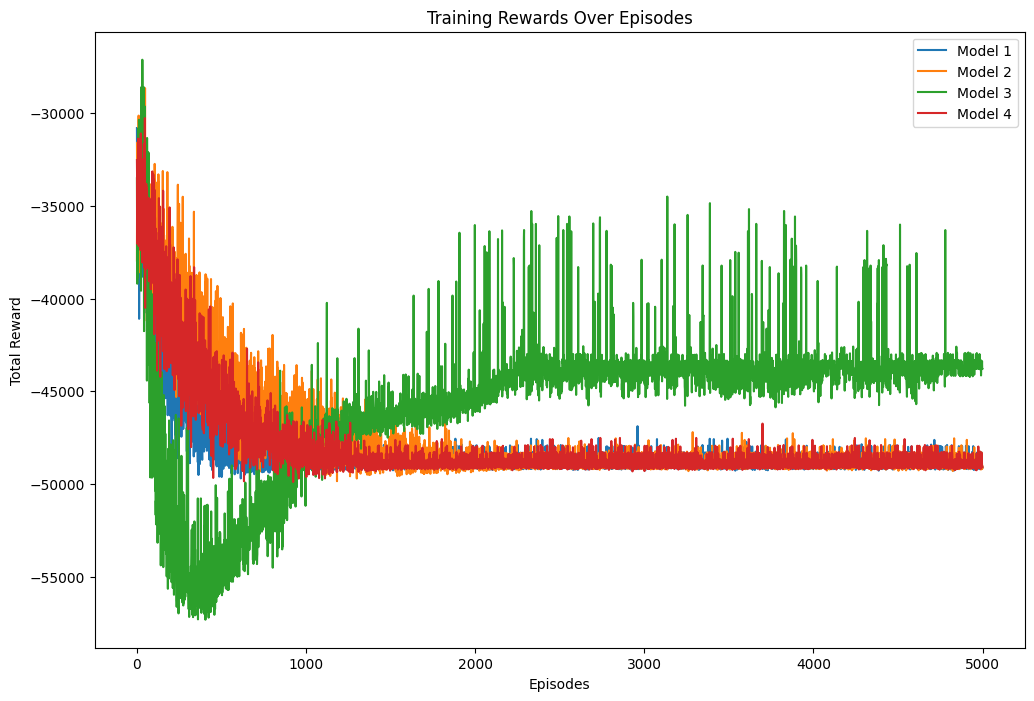 Training Rewards Over Episodes
Model 1
Model 2
Model 3
Model 4
Total Reward
−30000
−35000
−40000
−45000
−50000
−55000
0
1000
2000
3000
4000
5000
Episodes